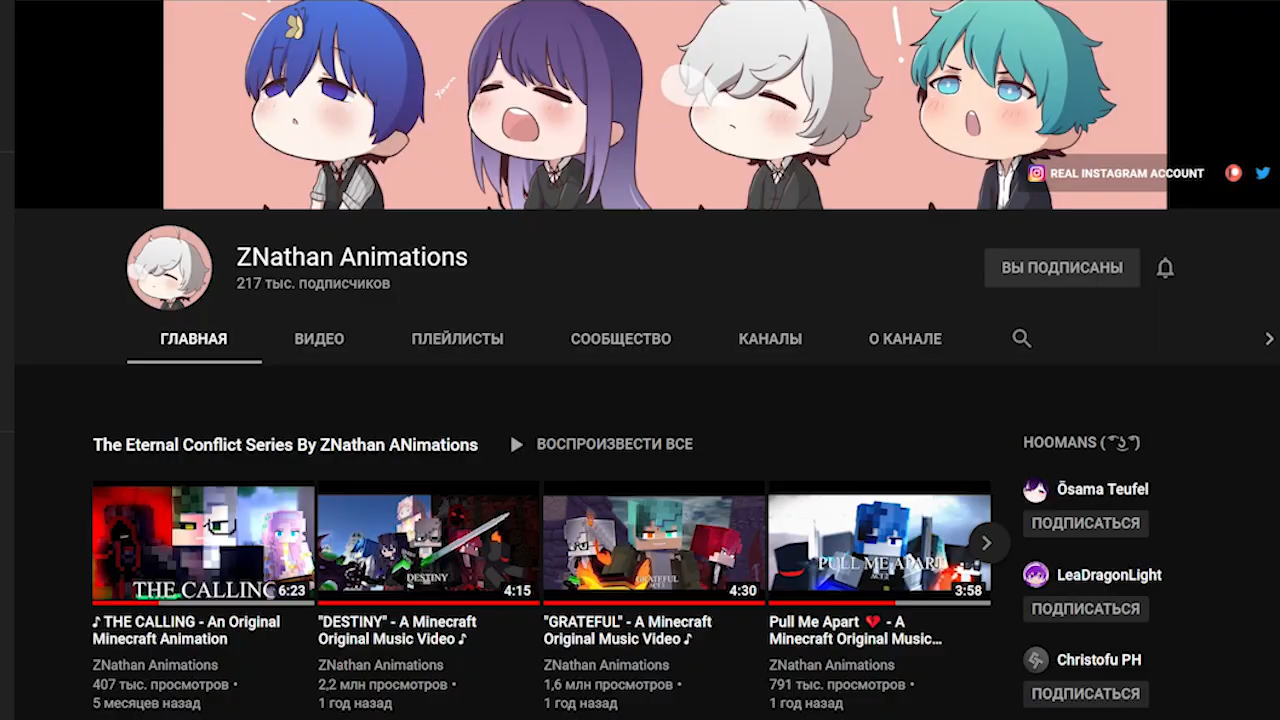 Yawn
REAL INSTAGRAM ACCOUNT
ZNathan Animations
217 тыс. подписчиков
ВЫ ПОДПИСАНЫ
ГЛАВНАЯ ВИДЕО ПЛЕЙЛИСТЫ СООБЩЕСТВО КАНАЛЫ О КАНАЛЕ
The Eternal Conflict Series By ZNathan ANimations
ВОСПРОИЗВЕСТИ ВСЕ
THE CALLING
6:23
♪ THE CALLING - An Original
Minecraft Animation
ZNathan Animations
407 тыс. просмотров •
5 месяцев назад
DESTINY
4:15
"DESTINY" - A Minecraft
Original Music Video ♪
ZNathan Animations
2,2 млн просмотров •
1 год назад
GRATEFUL
4:30
"GRATEFUL" - A Minecraft
Original Music Video ♪
ZNathan Animations
1,6 млн просмотров •
1 год назад
PULL ME APART
3:58
Pull Me Apart 💔 - A
Minecraft Original Music...
ZNathan Animations
791 тыс. просмотров •
1 год назад
HOOMANS ( ͡° ͜ʖ ͡°)
Ōsama Teufel
ПОДПИСАТЬСЯ
LeaDragonLight
ПОДПИСАТЬСЯ
Christofu PH
ПОДПИСАТЬСЯ